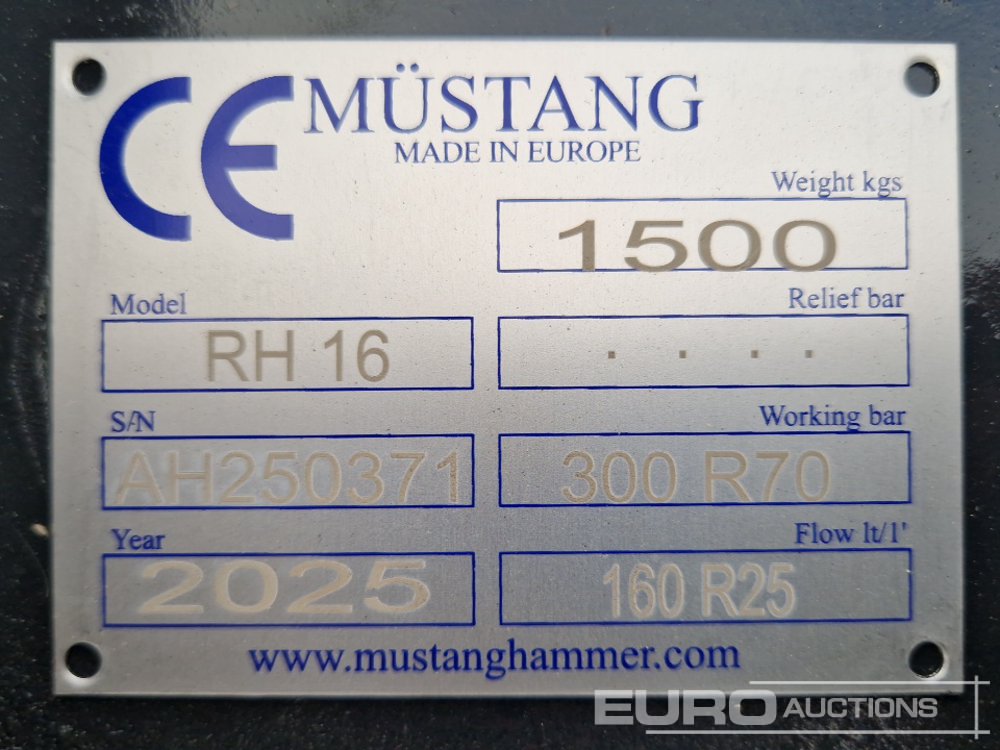 CE MÜSTANG
MADE IN EUROPE
Weight kgs
1500
Model
RH 16
Relief bar
. . . .
S/N
AH250371
Working bar
300 R70
Year
2025
Flow lt/1'
160 R25
www.mustanghammer.com
EURO AUCTIONS